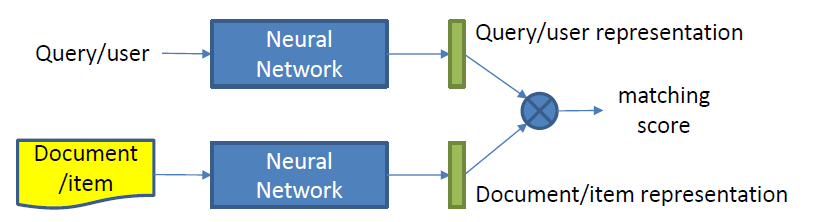 Query/user
Neural
Network
Query/user representation
matching
score
Document
/item
Neural
Network
Document/item representation